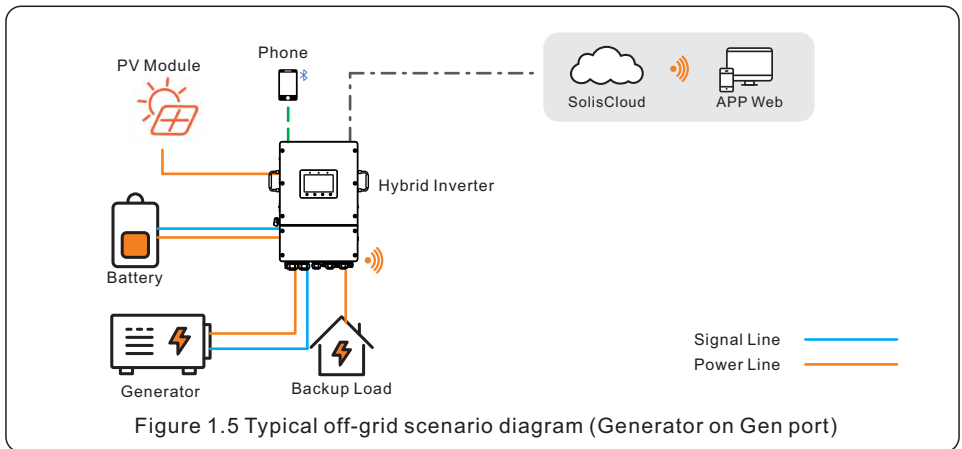 Phone
PV Module
SolisCloud
APP Web
Hybrid Inverter
Battery
Generator
Backup Load
Signal Line
Power Line
Figure 1.5 Typical off-grid scenario diagram (Generator on Gen port)